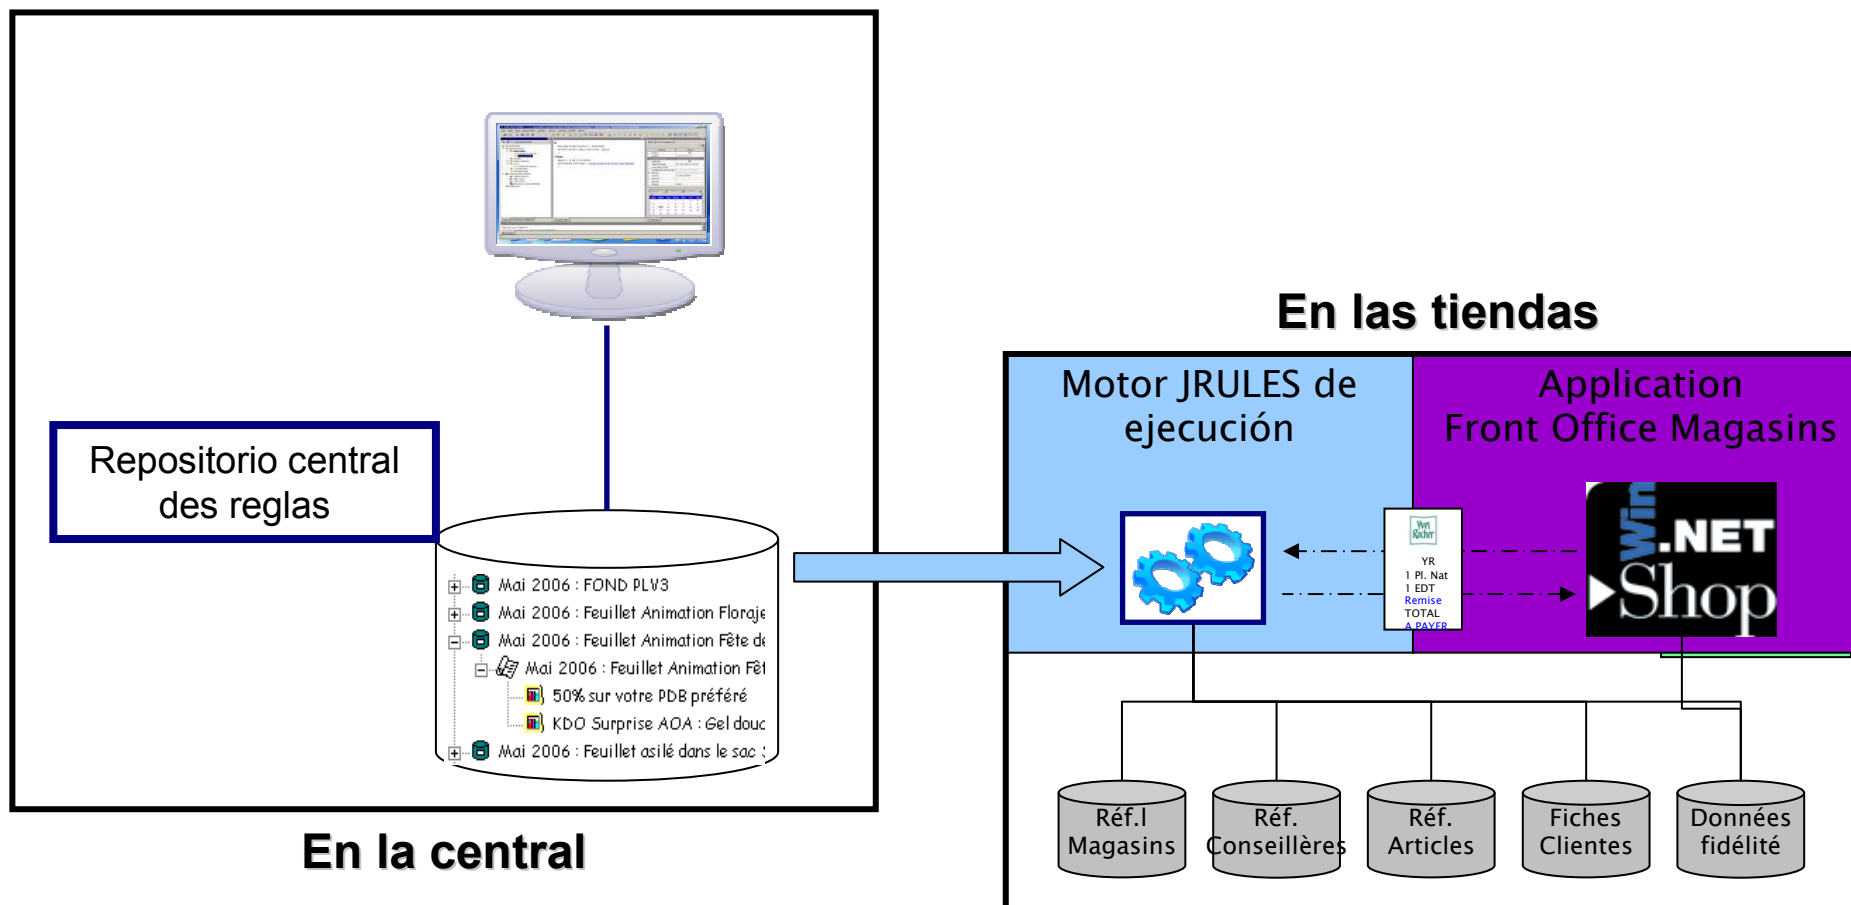 Repositorio central
des reglas
Mai 2006 : FOND PLV3
Mai 2006 : Feuillet Animation Floraje
Mai 2006 : Feuillet Animation Fête de
Mai 2006 : Feuillet Animation Fêt
50% sur votre PDB préféré
KDO Surprise AOA : Gel douc
Mai 2006 : Feuillet asilé dans le sac
En la central
En las tiendas
Motor JRULES de
ejecución
Application
Front Office Magasins
Yves
Rocher
YR
1 Pl. Nat
1 EDT
Remise
TOTAL
A PAYER
Win
.NET
Shop
Réf.l
Magasins
Réf.
Conseillères
Réf.
Articles
Fiches
Clientes
Données
fidélité